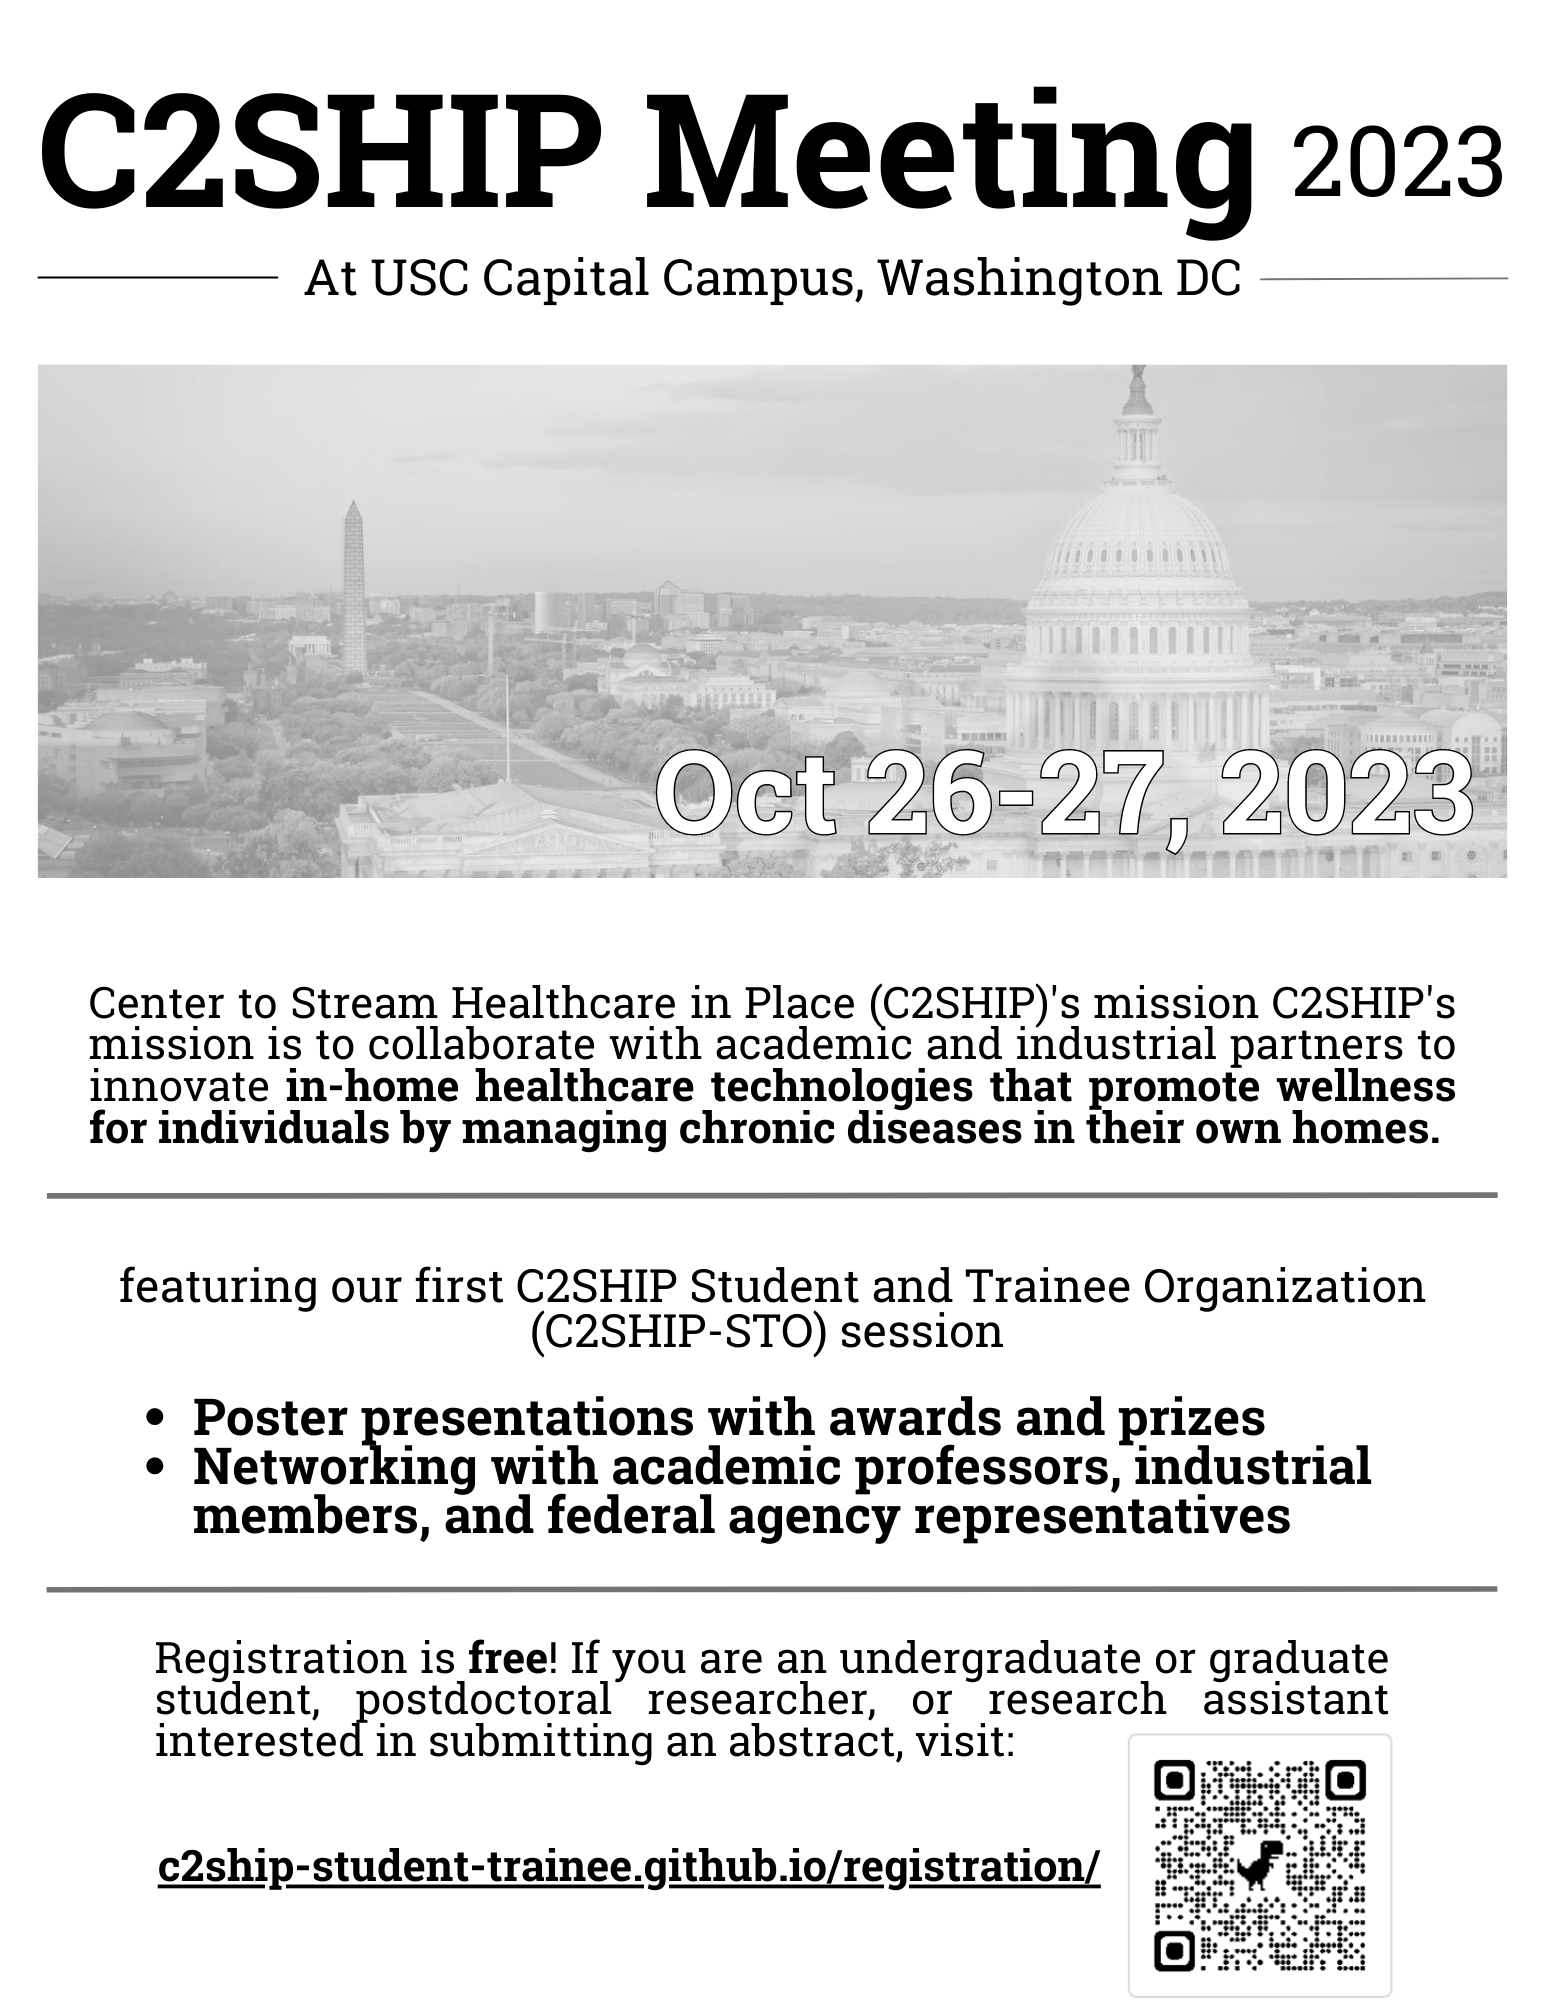 C2SHIP Meeting 2023
At USC Capital Campus, Washington DC
Oct 26-27, 2023
Center to Stream Healthcare in Place (C2SHIP)'s mission C2SHIP's
mission is to collaborate with academic and industrial partners to
innovate in-home healthcare technologies that promote wellness
for individuals by managing chronic diseases in their own homes.
featuring our first C2SHIP Student and Trainee Organization
(C2SHIP-STO) session
• Poster presentations with awards and prizes
• Networking with academic professors, industrial
members, and federal agency representatives
Registration is free! If you are an undergraduate or graduate
student, postdoctoral researcher, or research assistant
interested in submitting an abstract, visit:
c2ship-student-trainee.github.io/registration/